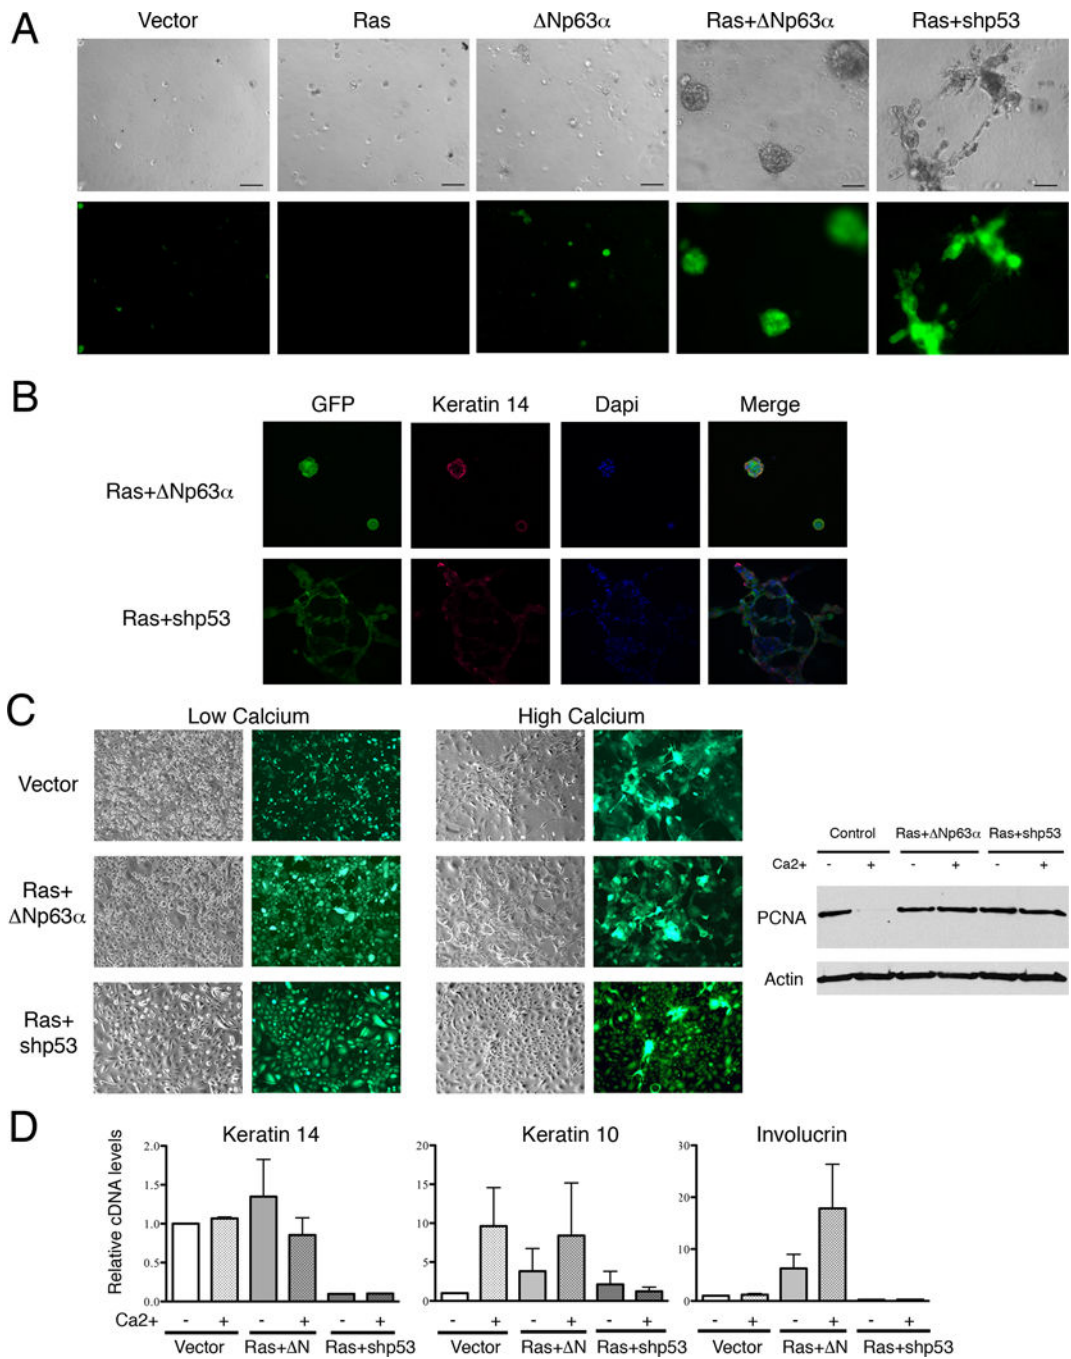 A
Vector Ras ΔNp63α Ras+ΔNp63α Ras+shp53
B
GFP Keratin 14 Dapi Merge
Ras+ΔNp63α
Ras+shp53
C
Low Calcium High Calcium
Vector
Ras+
ΔNp63α
Ras+
shp53
Control Ras+ΔNp63α Ras+shp53
Ca2+ - + - + - +
PCNA
Actin
D
Keratin 14 Keratin 10 Involucrin
Relative cDNA levels
2.0
1.5
1.0
0.5
0.0
20
15
10
5
0
30
20
10
0
Ca2+ - + - + - + - + - + - + - + - + - +
Vector Ras+ΔN Ras+shp53 Vector Ras+ΔN Ras+shp53 Vector Ras+ΔN Ras+shp53